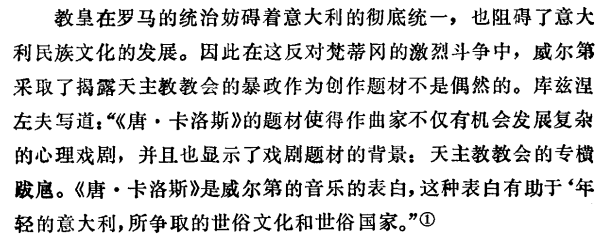 教皇在罗马的统治妨碍着意大利的彻底统一，也阻碍了意大
利民族文化的发展。因此在这反对梵蒂冈的激烈斗争中，威尔第
采取了揭露天主教教会的暴政作为创作题材不是偶然的。库兹涅
左夫写道：“《唐·卡洛斯》的题材使得作曲家不仅有机会发展复杂
的心理戏剧，并且也显示了戏剧题材的背景：天主教教会的专横
跋扈。《唐·卡洛斯》是威尔第的音乐的表白，这种表白有助于‘年
轻的意大利，所争取的世俗文化和世俗国家。”①